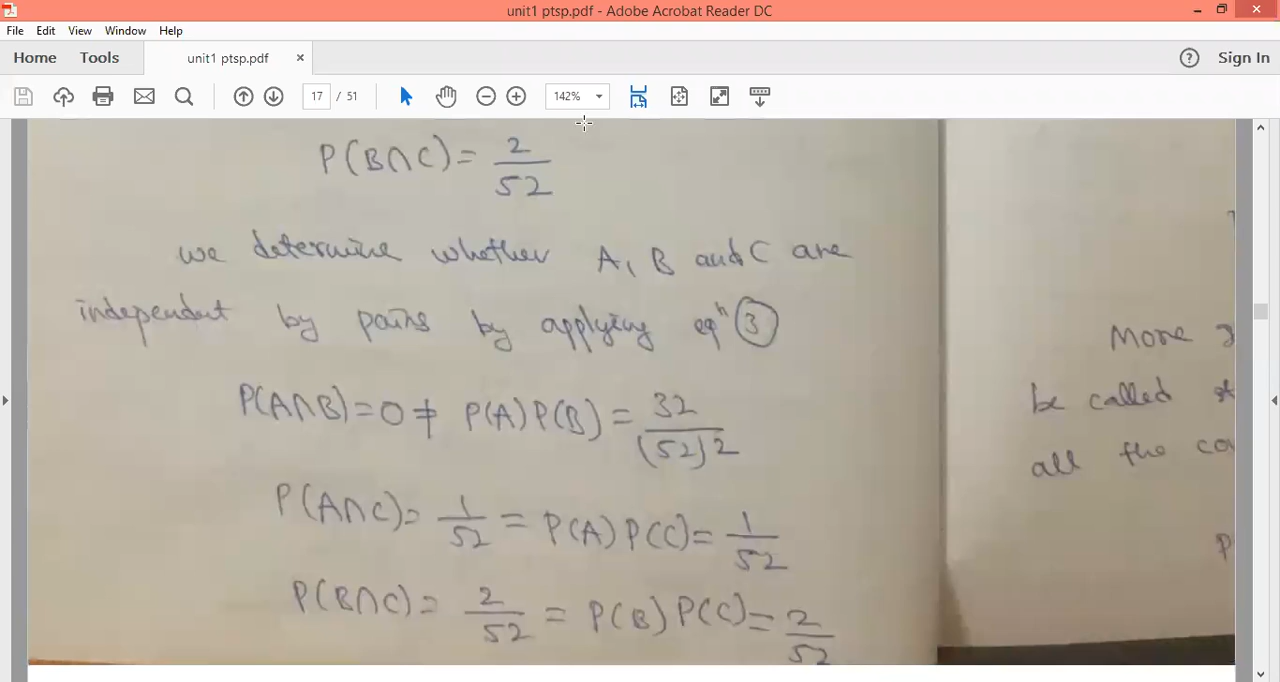 unit1 ptsp.pdf - Adobe Acrobat Reader DC
File Edit View Window Help
Home Tools unit1 ptsp.pdf × Sign In
17 / 51 142%
P(B∩C) = 2/52
we determine whether A, B and C are
independent by pairs by applying eqⁿ ③
P(A∩B) = 0 ≠ P(A) P(B) = 32/(52)2
P(A∩C) = 1/52 = P(A) P(C) = 1/52
P(B∩C) = 2/52 = P(B) P(C) = 2/52
More
be called
all the
P